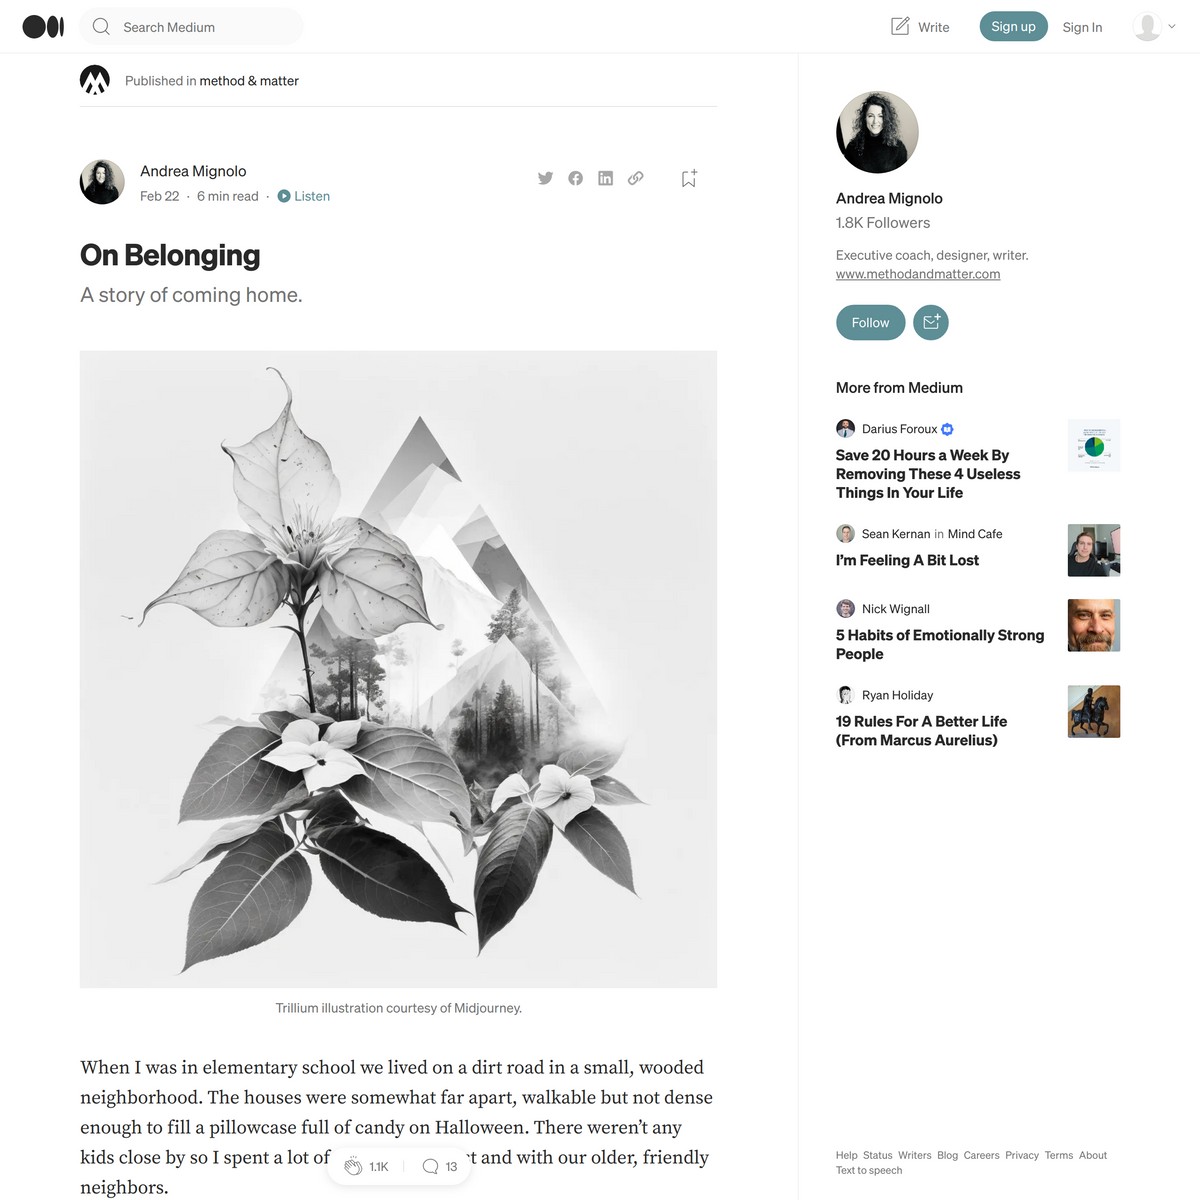 Search Medium
Write
Sign up
Sign In
Published in method & matter
Andrea Mignolo
Feb 22 · 6 min read · Listen
On Belonging
A story of coming home.
Trillium illustration courtesy of Midjourney.
When I was in elementary school we lived on a dirt road in a small, wooded
neighborhood. The houses were somewhat far apart, walkable but not dense
enough to fill a pillowcase full of candy on Halloween. There weren’t any
kids close by so I spent a lot of
t and with our older, friendly
neighbors.
1.1K
13
Andrea Mignolo
1.8K Followers
Executive coach, designer, writer.
www.methodandmatter.com
Follow
More from Medium
Darius Foroux
Save 20 Hours a Week By
Removing These 4 Useless
Things In Your Life
Sean Kernan in Mind Cafe
I’m Feeling A Bit Lost
Nick Wignall
5 Habits of Emotionally Strong
People
Ryan Holiday
19 Rules For A Better Life
(From Marcus Aurelius)
Help Status Writers Blog Careers Privacy Terms About
Text to speech